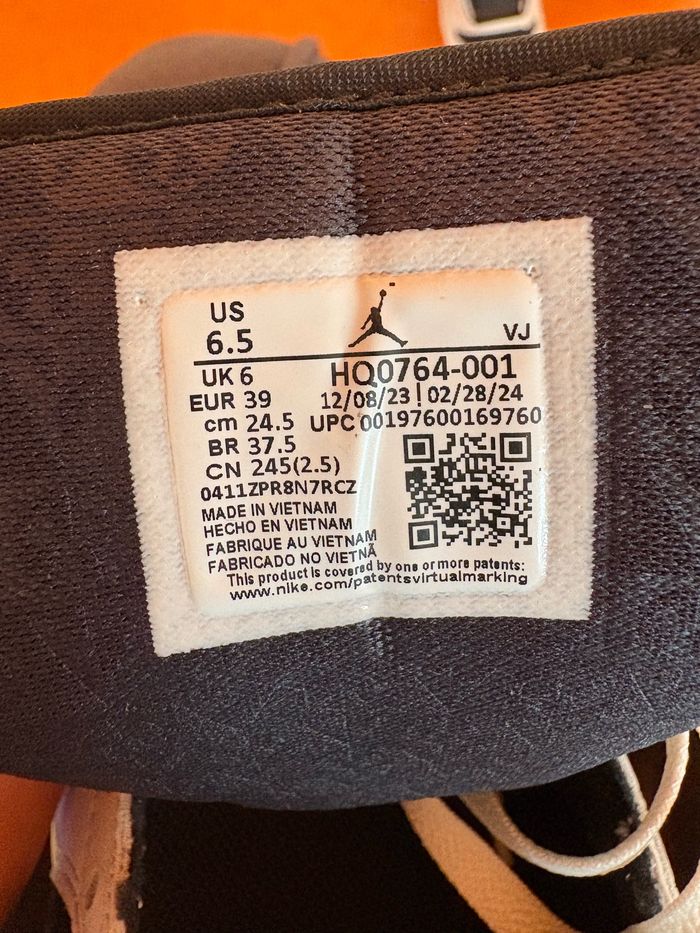 US
6.5
VJ
UK 6
HQ0764-001
EUR 39
12/08/23 | 02/28/24
cm 24.5
UPC 00197600169760
BR 37.5
CN 245(2.5)
0411ZPR8N7RCZ
MADE IN VIETNAM
HECHO EN VIETNAM
FABRIQUE AU VIETNAM
FABRICADO NO VIETNÃ
This product is covered by one or more patents:
www.nike.com/patentsvirtualmarking